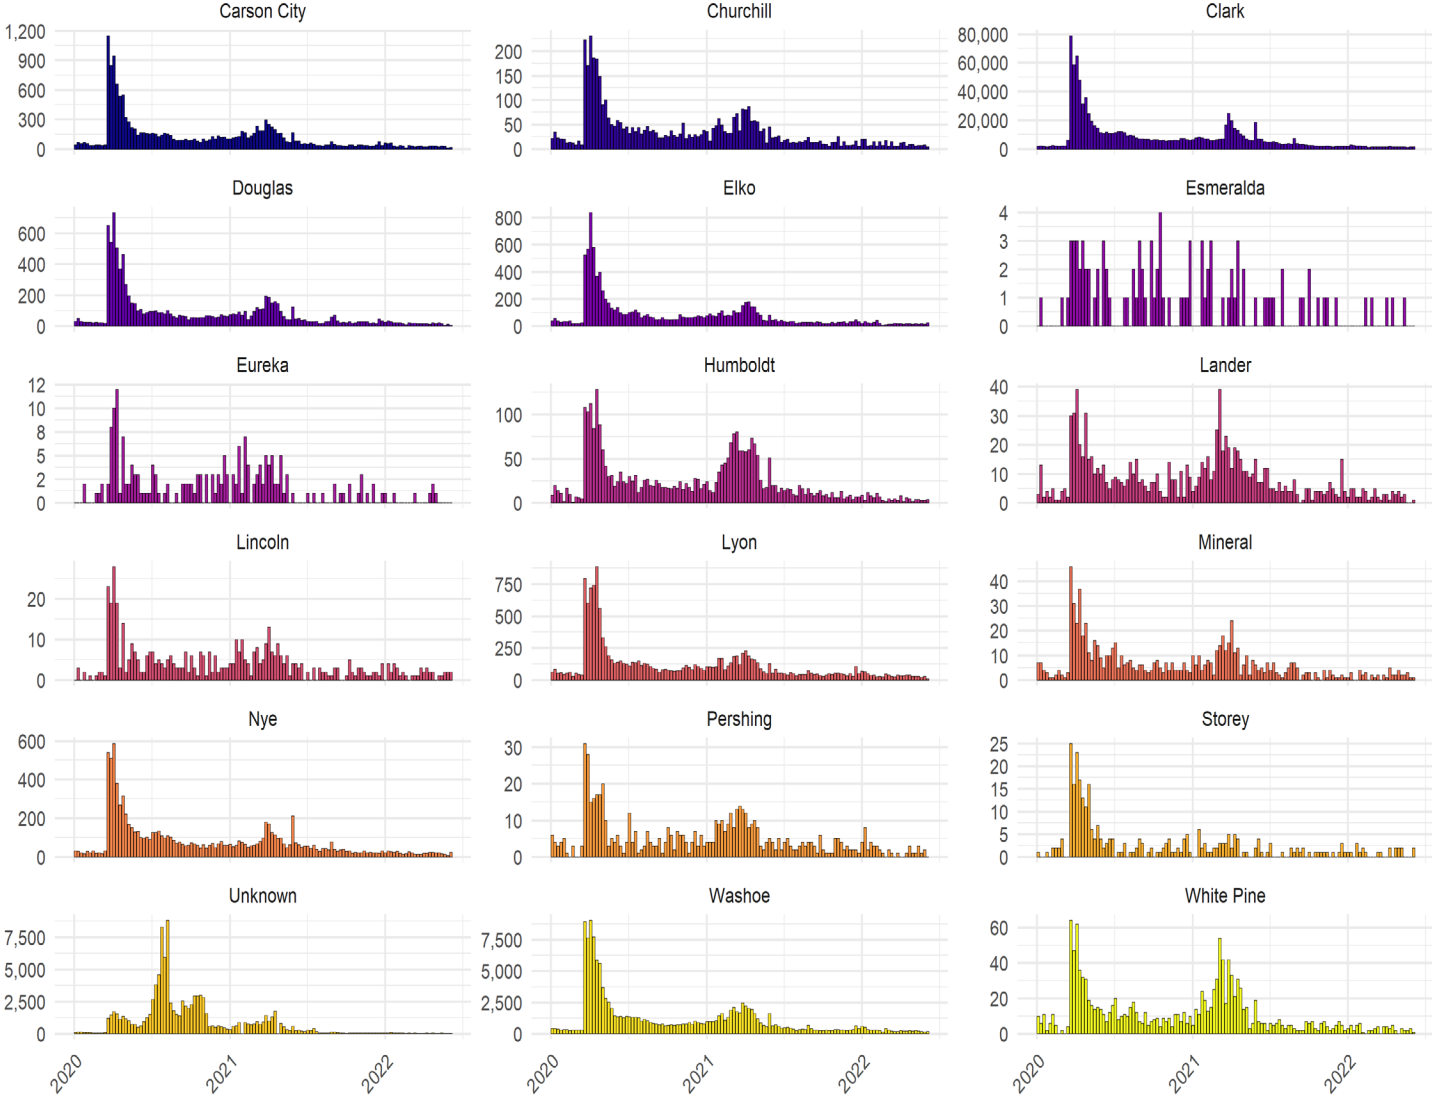 Carson City Churchill Clark
1,200 200 80,000
900 150 60,000
600 100 40,000
300 50 20,000
0 0 0
Douglas Elko Esmeralda
600 800 4
400 600 3
200 400 2
0 200 1
0 0
Eureka Humboldt Lander
12 100 40
10 50 30
8 0 20
5 10
2 0
0
Lincoln Lyon Mineral
20 750 40
10 500 30
0 250 20
0 10
0
Nye Pershing Storey
600 30 25
400 20 20
200 10 15
0 0 10
5
0
Unknown Washoe White Pine
7,500 7,500 60
5,000 5,000 40
2,500 2,500 20
0 0 0
2020 2021 2022 2020 2021 2022 2020 2021 2022